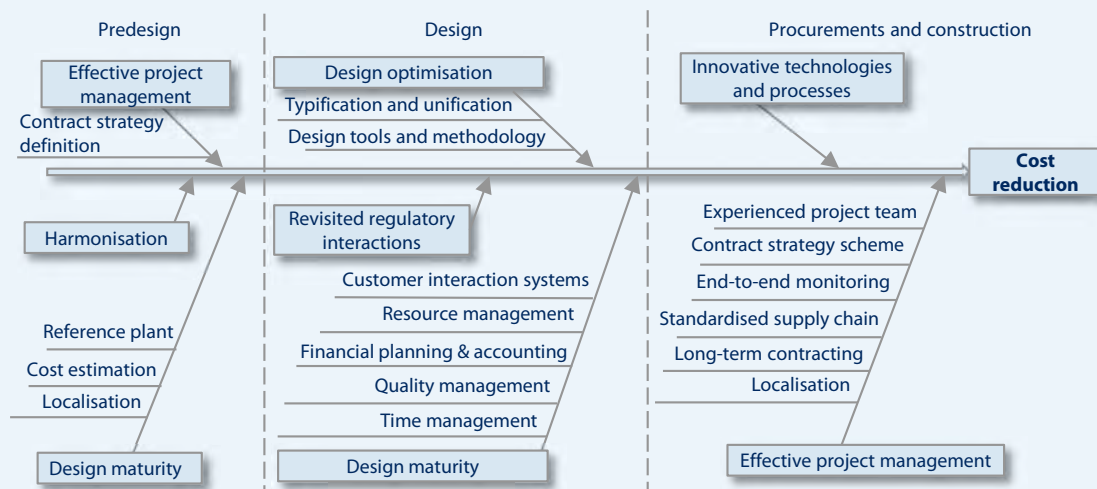 Predesign
Design
Procurements and construction
Effective project
management
Contract strategy
definition
Harmonisation
Reference plant
Cost estimation
Localisation
Design maturity
Design optimisation
Typification and unification
Design tools and methodology
Revisited regulatory
interactions
Customer interaction systems
Resource management
Financial planning & accounting
Quality management
Time management
Design maturity
Innovative technologies
and processes
Cost
reduction
Experienced project team
Contract strategy scheme
End-to-end monitoring
Standardised supply chain
Long-term contracting
Localisation
Effective project management